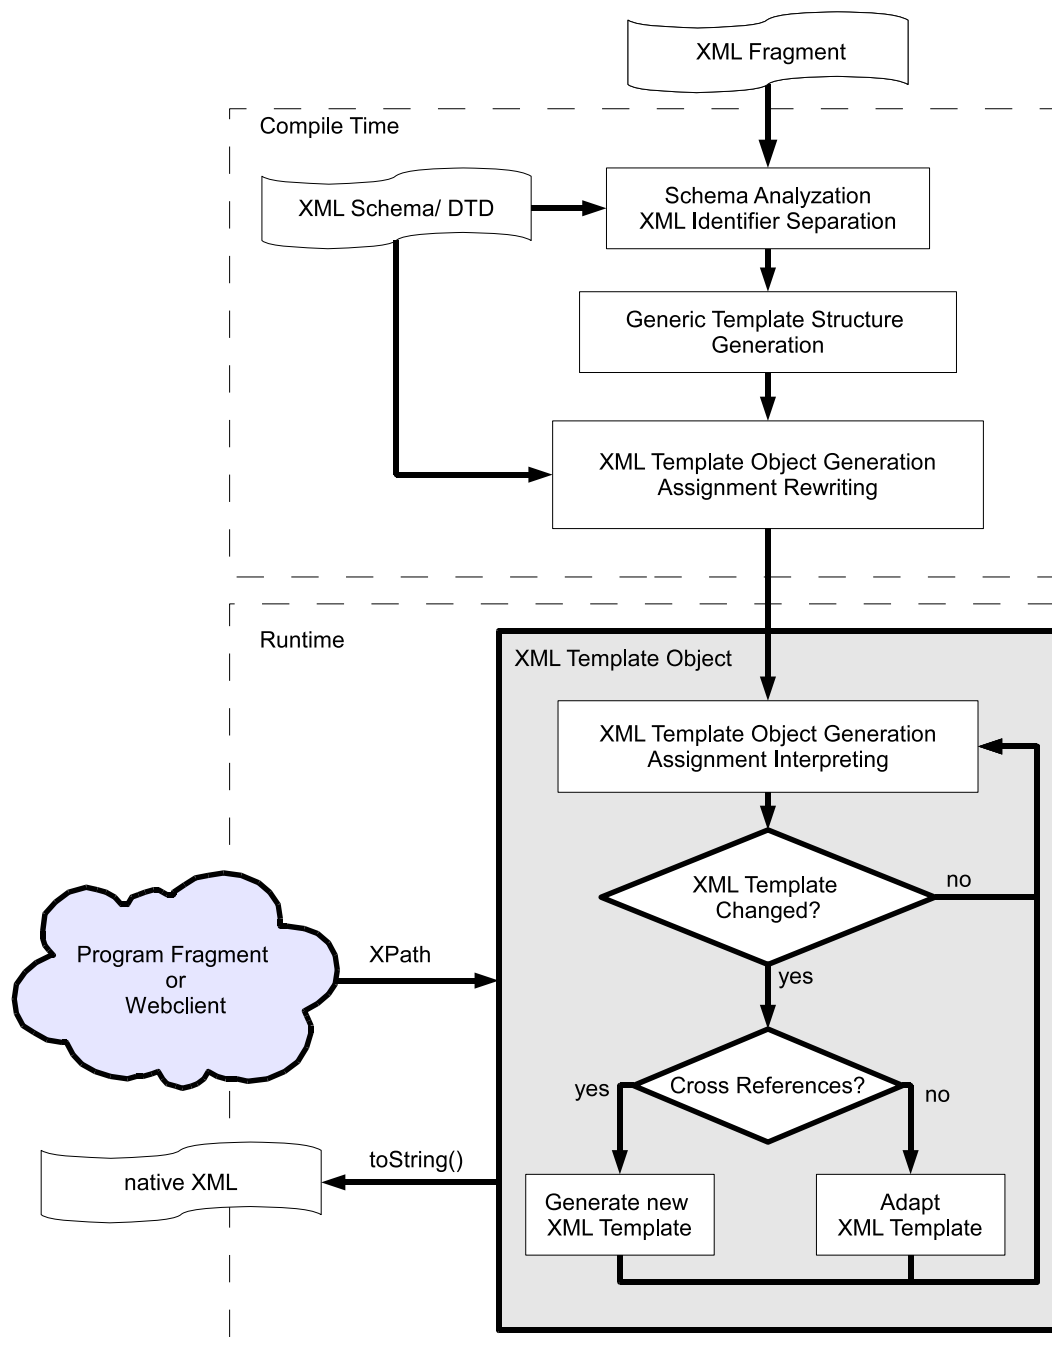 XML Fragment
Compile Time
XML Schema/ DTD
Schema Analyzation
XML Identifier Separation
Generic Template Structure
Generation
XML Template Object Generation
Assignment Rewriting
Runtime
XML Template Object
XML Template Object Generation
Assignment Interpreting
XML Template
Changed?
no
Program Fragment
or
Webclient
XPath
yes
Cross References?
yes
no
toString()
native XML
Generate new
XML Template
Adapt
XML Template